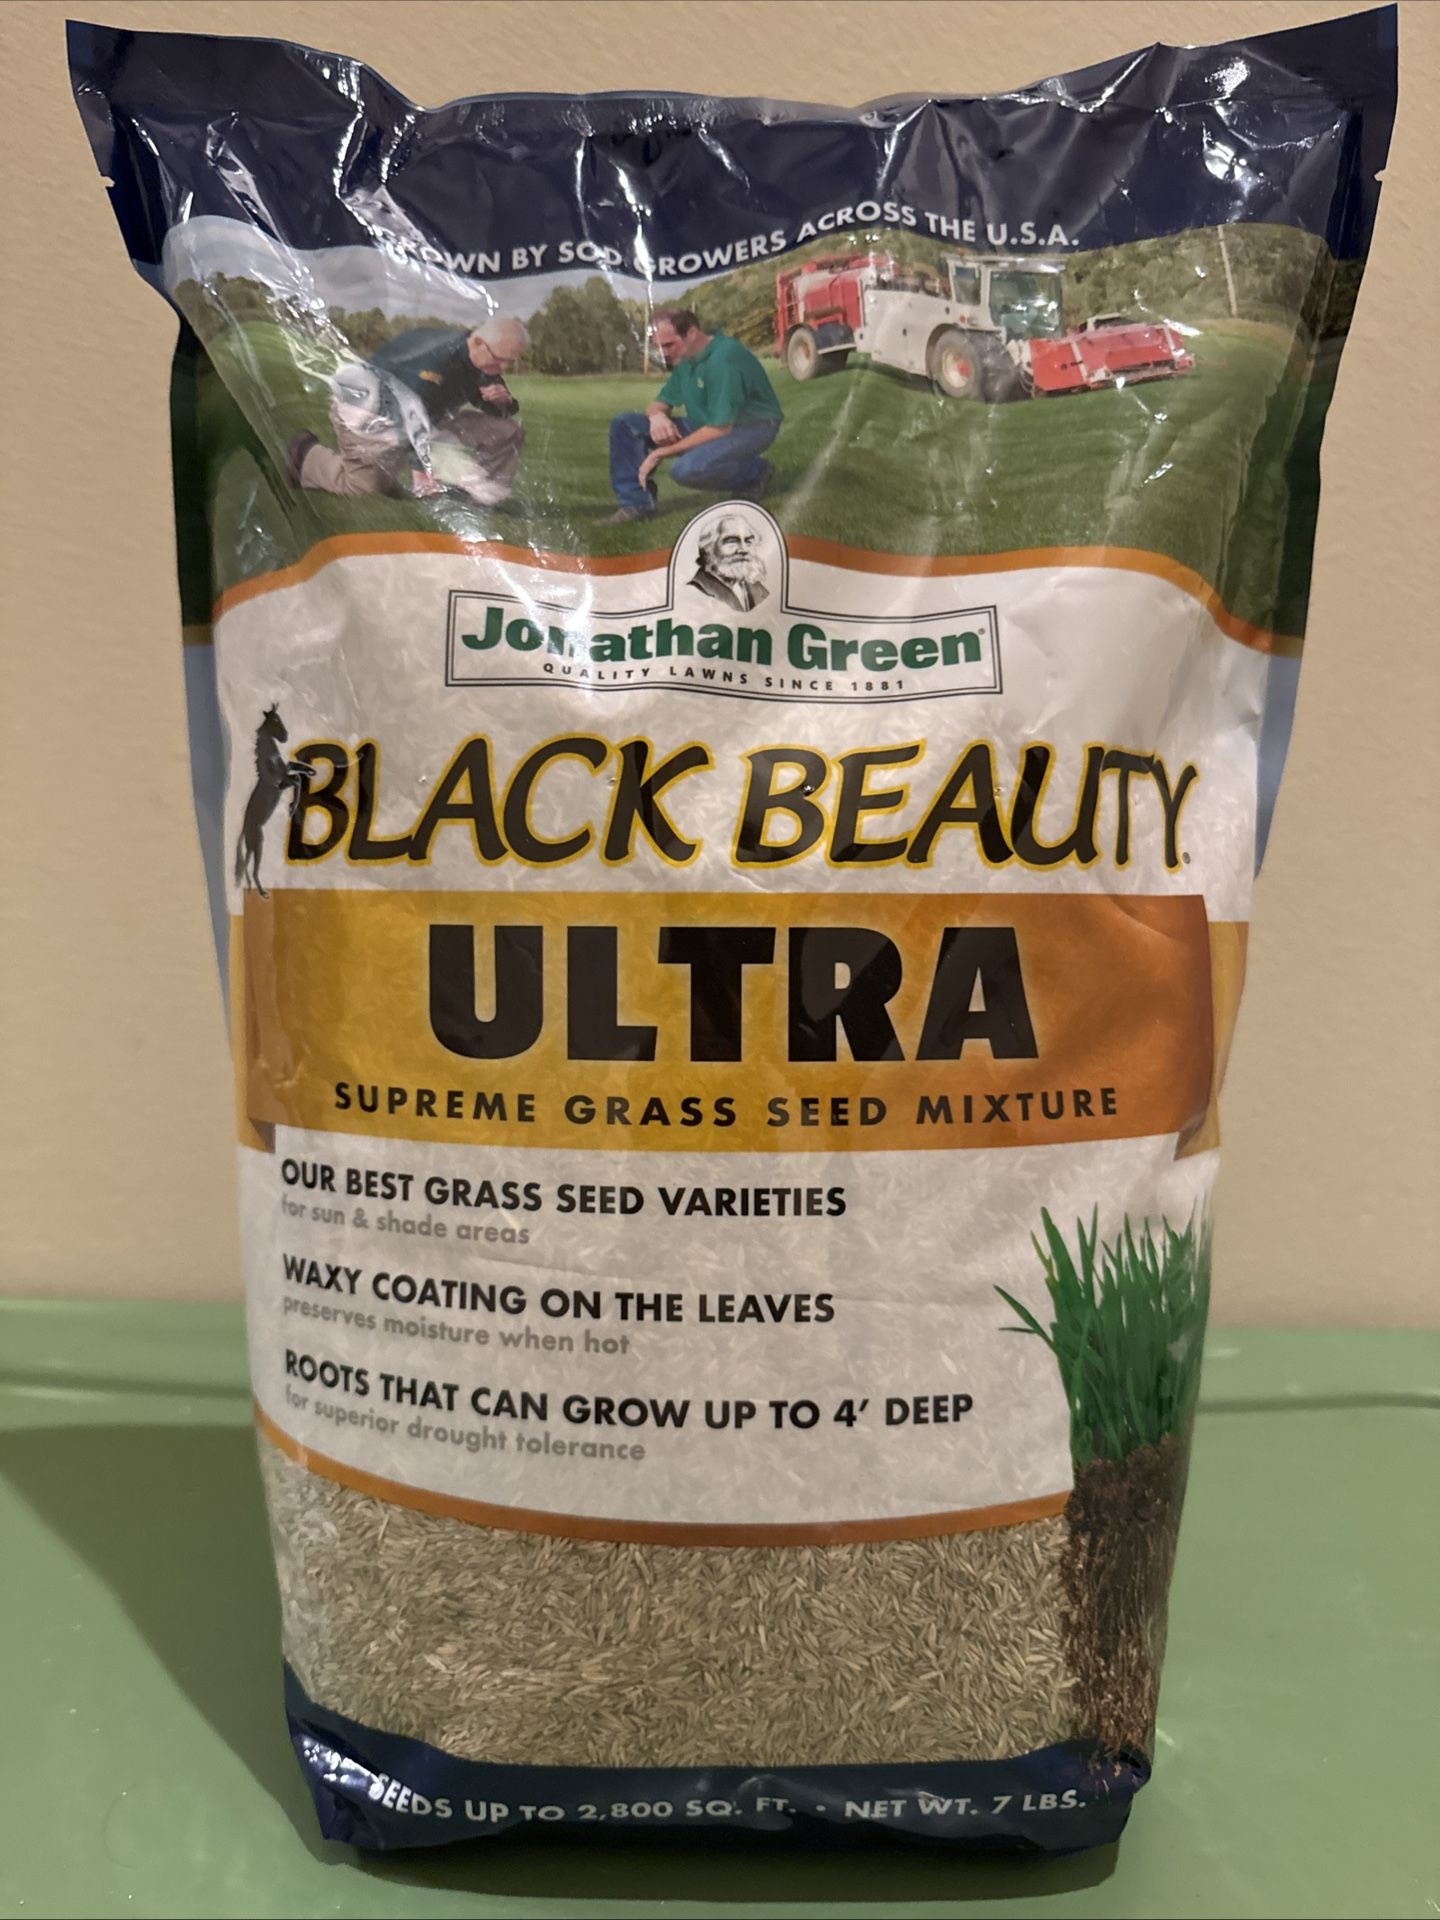 GROWN BY SOD GROWERS ACROSS THE U.S.A.
Jonathan Green®
QUALITY LAWNS SINCE 1881
BLACK BEAUTY®
ULTRA
SUPREME GRASS SEED MIXTURE
OUR BEST GRASS SEED VARIETIES
for sun & shade areas
WAXY COATING ON THE LEAVES
preserves moisture when hot
ROOTS THAT CAN GROW UP TO 4′ DEEP
for superior drought tolerance
SEEDS UP TO 2,800 SQ. FT. • NET WT. 7 LBS.